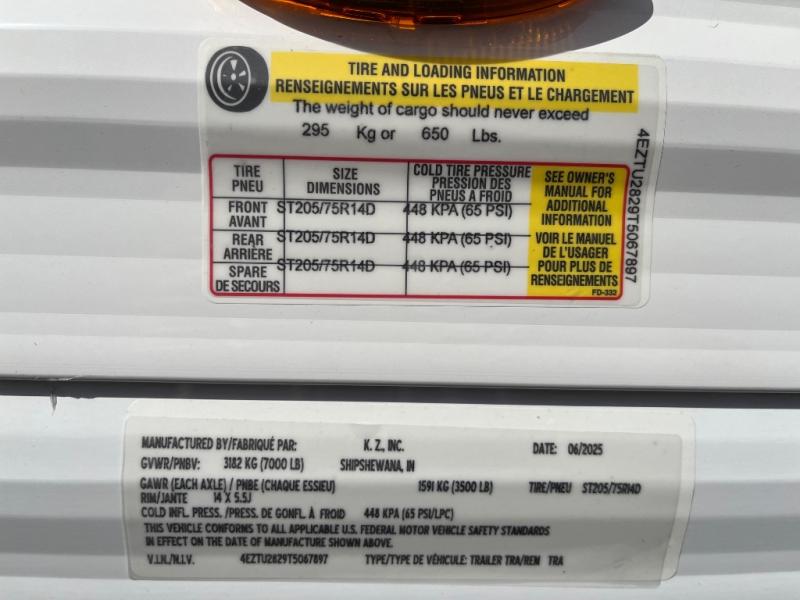 TIRE AND LOADING INFORMATION
RENSEIGNEMENTS SUR LES PNEUS ET LE CHARGEMENT
The weight of cargo should never exceed
295 Kg or 650 Lbs.
TIRE PNEU SIZE DIMENSIONS COLD TIRE PRESSURE PRESSION DES PNEUS A FROID
FRONT AVANT ST205/75R14D 448 KPA (65 PSI)
REAR ARRIÈRE ST205/75R14D 448 KPA (65 PSI)
SPARE DE SECOURS ST205/75R14D 448 KPA (65 PSI)
SEE OWNER'S
MANUAL FOR
ADDITIONAL
INFORMATION
VOIR LE MANUEL
DE L'USAGER
POUR PLUS DE
RENSEIGNEMENTS
FD-332
4EZTU2829T5067897
MANUFACTURED BY/FABRIQUÉ PAR: K. Z., INC. DATE: 06/2025
GVWR/PNBV: 3182 KG (7000 LB) SHIPSHEWANA, IN
GAWR (EACH AXLE) / PNBE (CHAQUE ESSIEU) 1591 KG (3500 LB) TIRE/PNEU ST205/75R14D
RIM/JANTE 14 X 5.5J
COLD INFL. PRESS. /PRESS. DE GONFL. À FROID 448 KPA (65 PSI/LPC)
THIS VEHICLE CONFORMS TO ALL APPLICABLE U.S. FEDERAL MOTOR VEHICLE SAFETY STANDARDS
IN EFFECT ON THE DATE OF MANUFACTURE SHOWN ABOVE.
V.I.N./N.I.V. 4EZTU2829T5067897 TYPE/TYPE DE VÉHICULE: TRAILER TRA/REM TRA